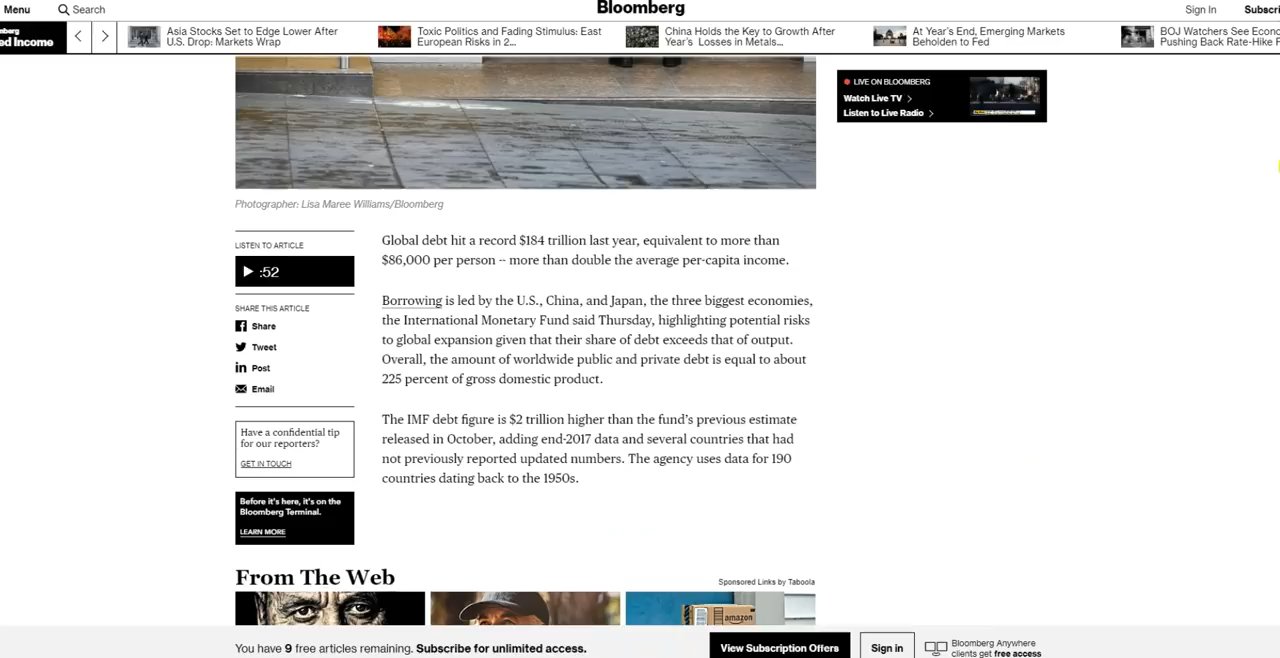 Menu
Search
Bloomberg
Sign In
Asia Stocks Set to Edge Lower After
U.S. Drop: Markets Wrap
Toxic Politics and Fading Stimulus: East
European Risks in 2...
China Holds the Key to Growth After
Year's Losses in Metals...
At Year's End, Emerging Markets
Beholden to Fed
BOJ Watchers See
Pushing Back Rate-Hike
ed Income
LIVE ON BLOOMBERG
Watch Live TV >
Listen to Live Radio >
Photographer: Lisa Maree Williams/Bloomberg
LISTEN TO ARTICLE
:52
SHARE THIS ARTICLE
Share
Tweet
Post
Email
Have a confidential tip
for our reporters?
GET IN TOUCH
Before it's here, it's on the
Bloomberg Terminal.
LEARN MORE
Global debt hit a record $184 trillion last year, equivalent to more than
$86,000 per person -- more than double the average per-capita income.
Borrowing is led by the U.S., China, and Japan, the three biggest economies,
the International Monetary Fund said Thursday, highlighting potential risks
to global expansion given that their share of debt exceeds that of output.
Overall, the amount of worldwide public and private debt is equal to about
225 percent of gross domestic product.
The IMF debt figure is $2 trillion higher than the fund's previous estimate
released in October, adding end-2017 data and several countries that had
not previously reported updated numbers. The agency uses data for 190
countries dating back to the 1950s.
From The Web
Sponsored Links by Taboola
amazon
You have 9 free articles remaining. Subscribe for unlimited access.
View Subscription Offers
Sign in
Bloomberg Anywhere
clients get free access